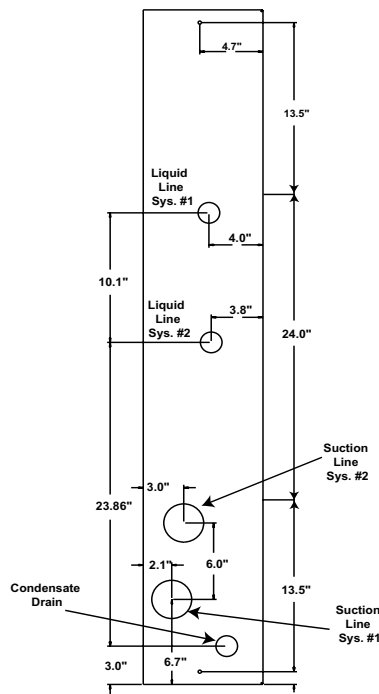 4.7"
13.5"
Liquid
Line
Sys. #1
4.0"
10.1"
Liquid
Line
Sys. #2
3.8"
24.0"
Suction
Line
Sys. #2
3.0"
23.86"
2.1"
6.0"
13.5"
Condensate
Drain
Suction
Line
Sys. #1
3.0"
6.7"